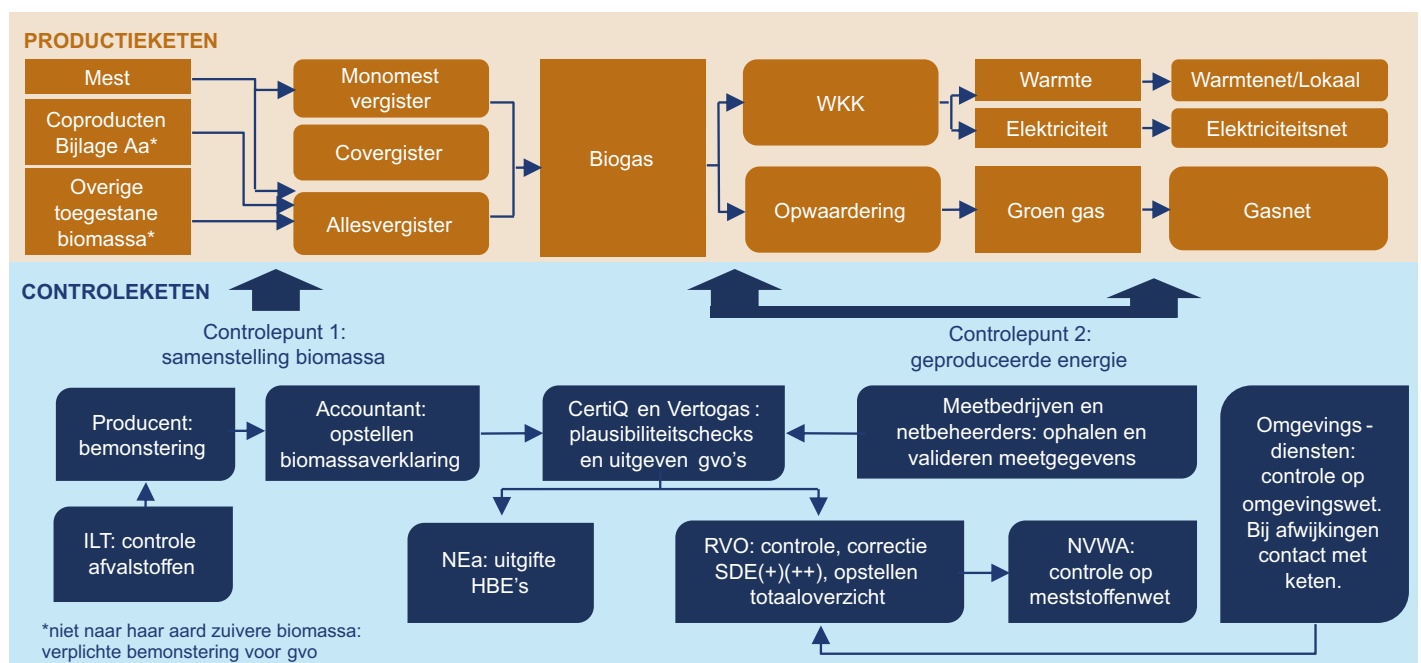 PRODUCTIEKETEN
Mest
Coproducten
Bijlage Aa*
Overige
toegestane
biomassa*
Monomest
vergister
Covergister
Allesvergister
Biogas
WKK
Opwaardering
Warmte
Elektriciteit
Groen gas
Warmtenet/Lokaal
Elektriciteitsnet
Gasnet
CONTROLEKETEN
Controlepunt 1:
samenstelling biomassa
Controlepunt 2:
geproduceerde energie
Producent:
bemonstering
Accountant:
opstellen
biomassaverklaring
CertiQ en Vertogas :
plausibiliteitschecks
en uitgeven gvo’s
Meetbedrijven en
netbeheerders: ophalen en
valideren meetgegevens
Omgevings -
diensten:
controle op
omgevingswet.
Bij afwijkingen
contact met
keten.
ILT: controle
afvalstoffen
NEa: uitgifte
HBE’s
RVO: controle, correctie
SDE(+)(++), opstellen
totaaloverzicht
NVWA:
controle op
meststoffenwet
*niet naar haar aard zuivere biomassa:
verplichte bemonstering voor gvo